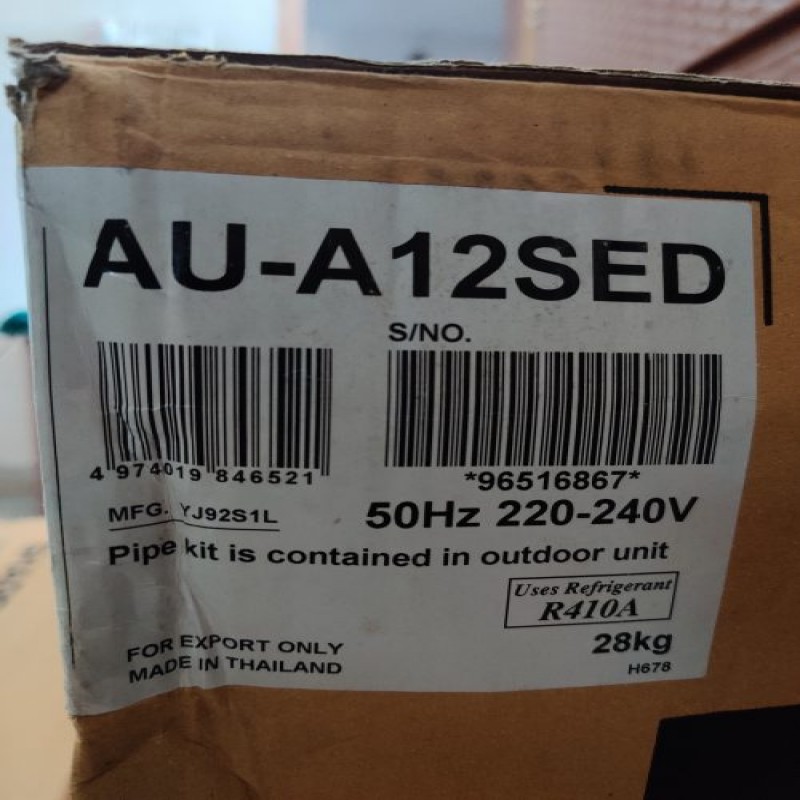 AU-A12SED
S/NO.
4 974019 846521
*96516867*
MFG. YJ92S1L
50Hz 220-240V
Pipe kit is contained in outdoor unit
Uses Refrigerant
R410A
FOR EXPORT ONLY
MADE IN THAILAND
28kg
H678